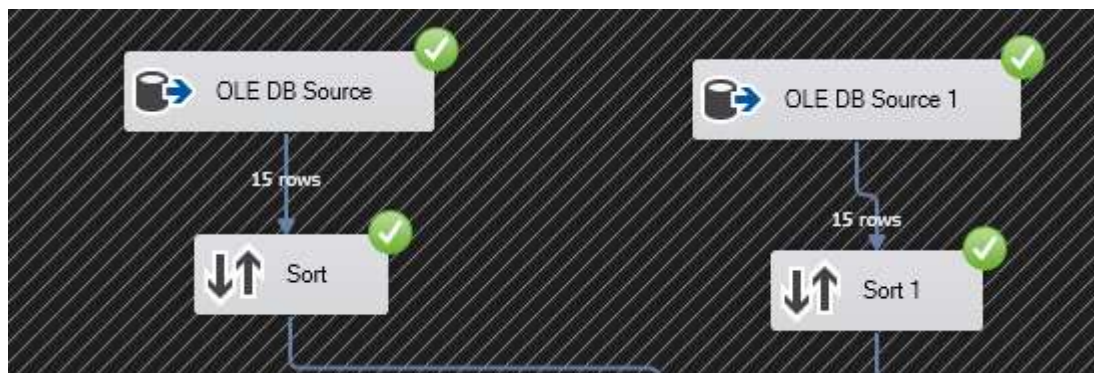 OLE DB Source
OLE DB Source 1
15 rows
15 rows
Sort
Sort 1